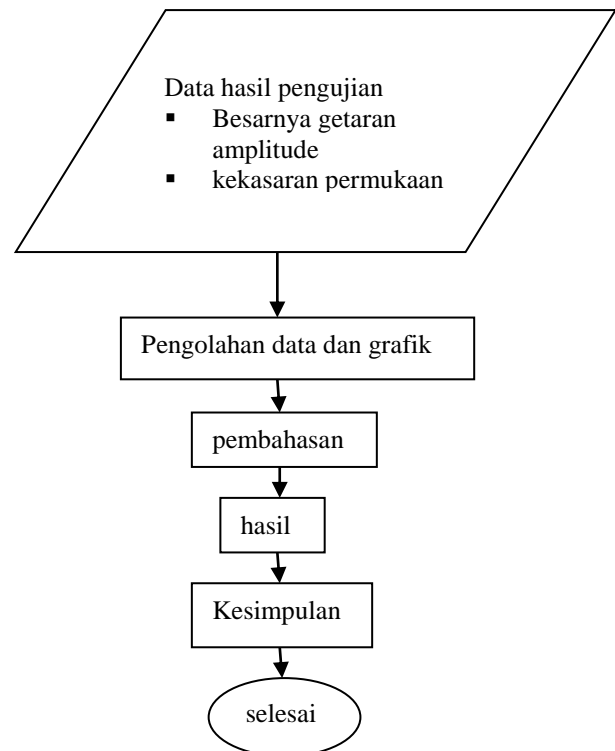 Data hasil pengujian
▪ Besarnya getaran
amplitude
▪ kekasaran permukaan
Pengolahan data dan grafik
pembahasan
hasil
Kesimpulan
selesai